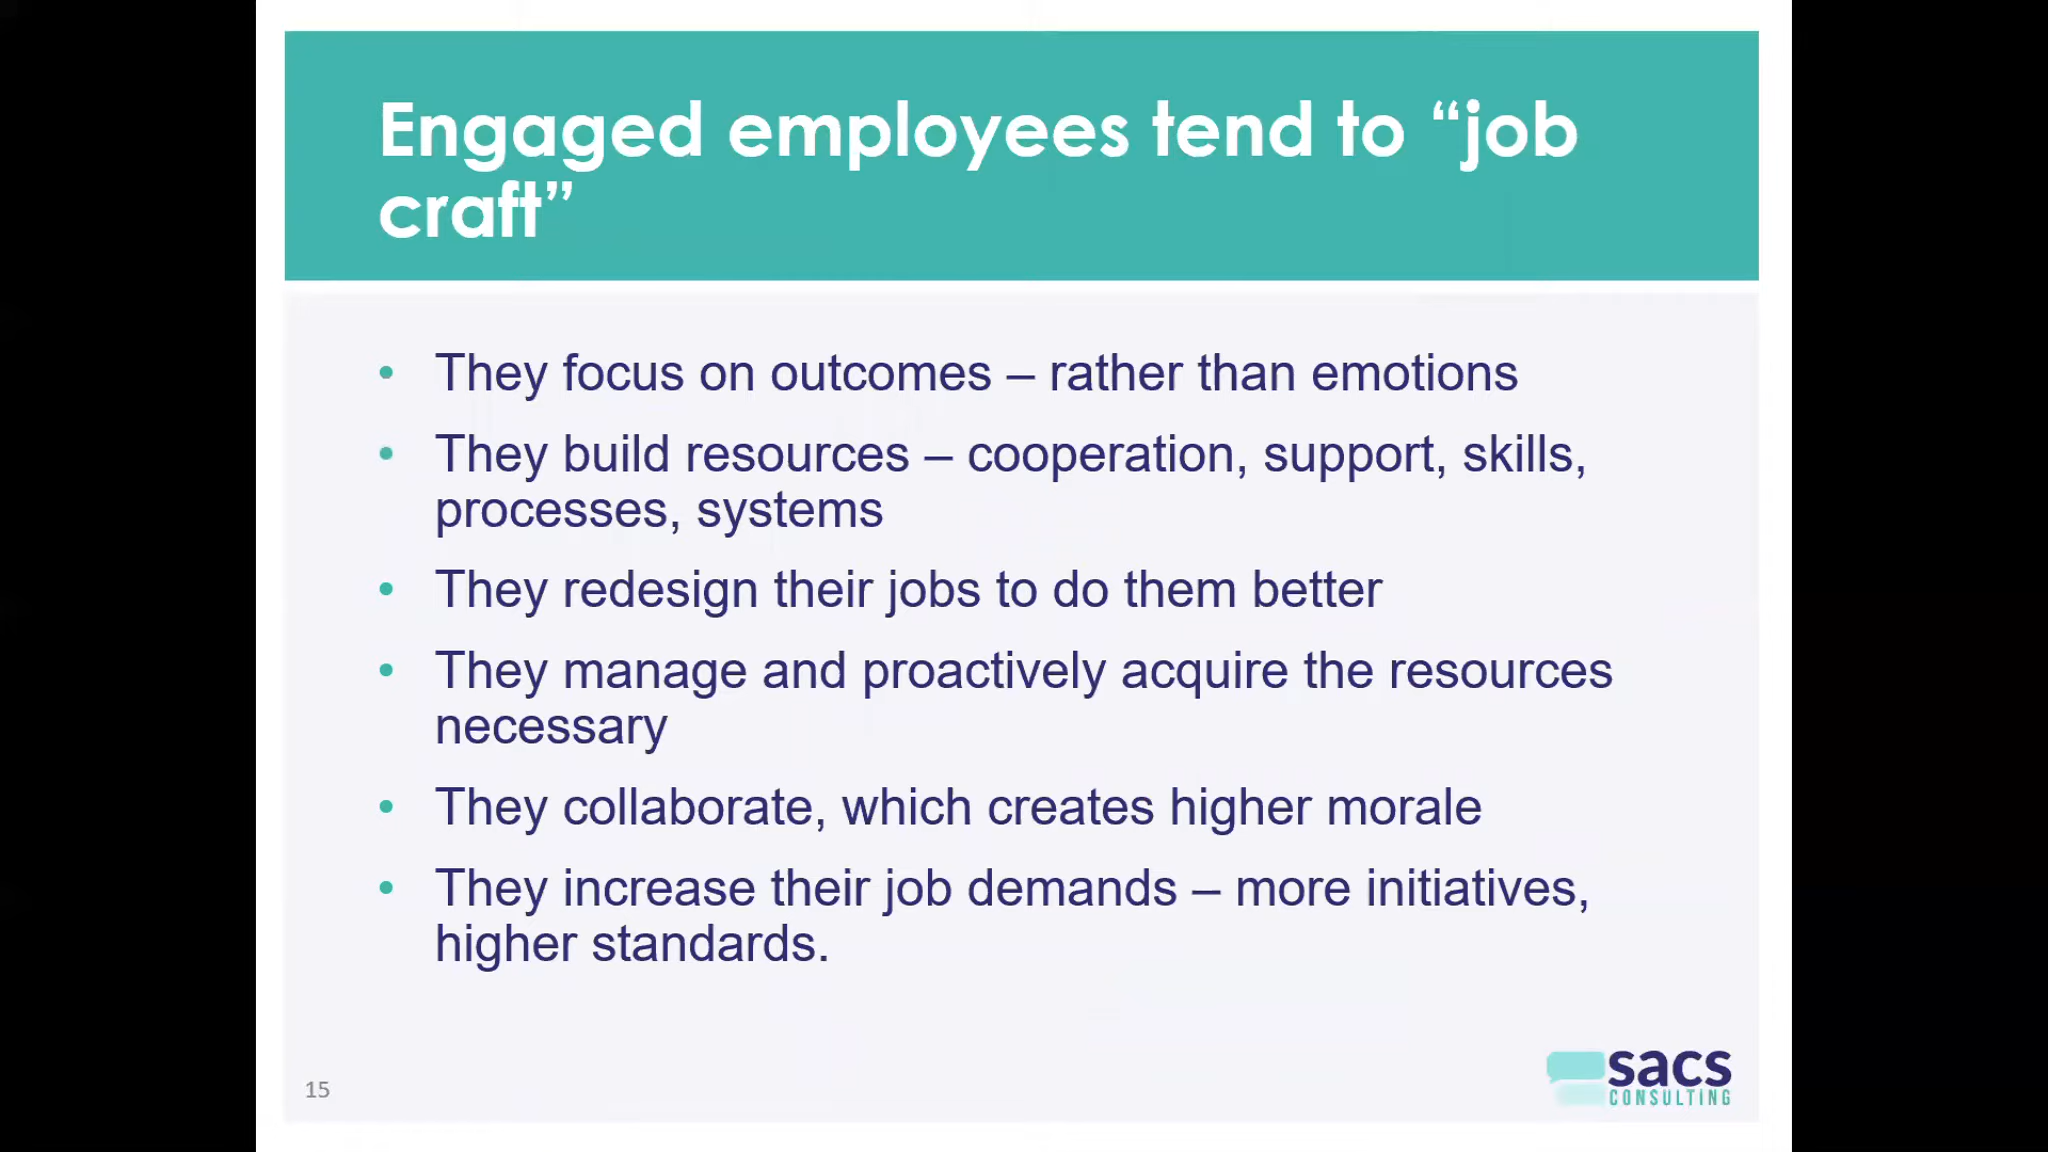 Engaged employees tend to “job
craft”
• They focus on outcomes – rather than emotions
• They build resources – cooperation, support, skills,
processes, systems
• They redesign their jobs to do them better
• They manage and proactively acquire the resources
necessary
• They collaborate, which creates higher morale
• They increase their job demands – more initiatives,
higher standards.
15
sacs
CONSULTING